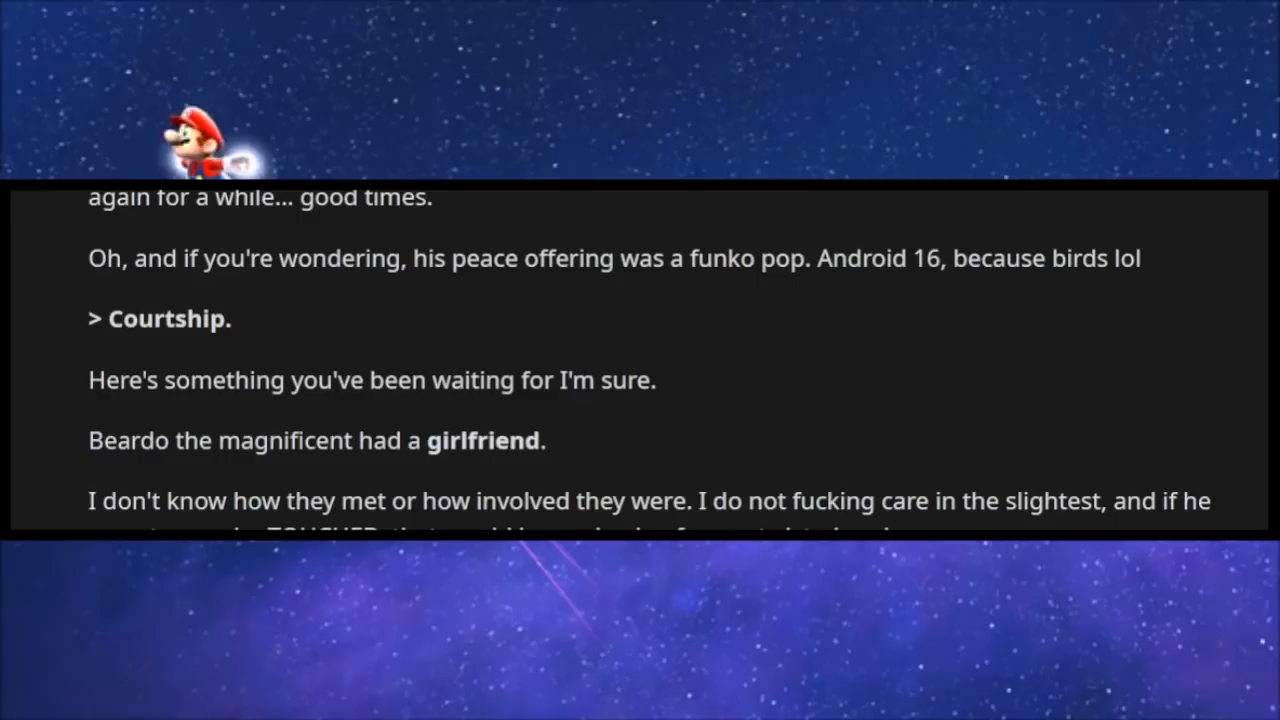 again for a while... good times.
Oh, and if you're wondering, his peace offering was a funko pop. Android 16, because birds lol
> Courtship.
Here's something you've been waiting for I'm sure.
Beardo the magnificent had a girlfriend.
I don't know how they met or how involved they were. I do not fucking care in the slightest, and if he